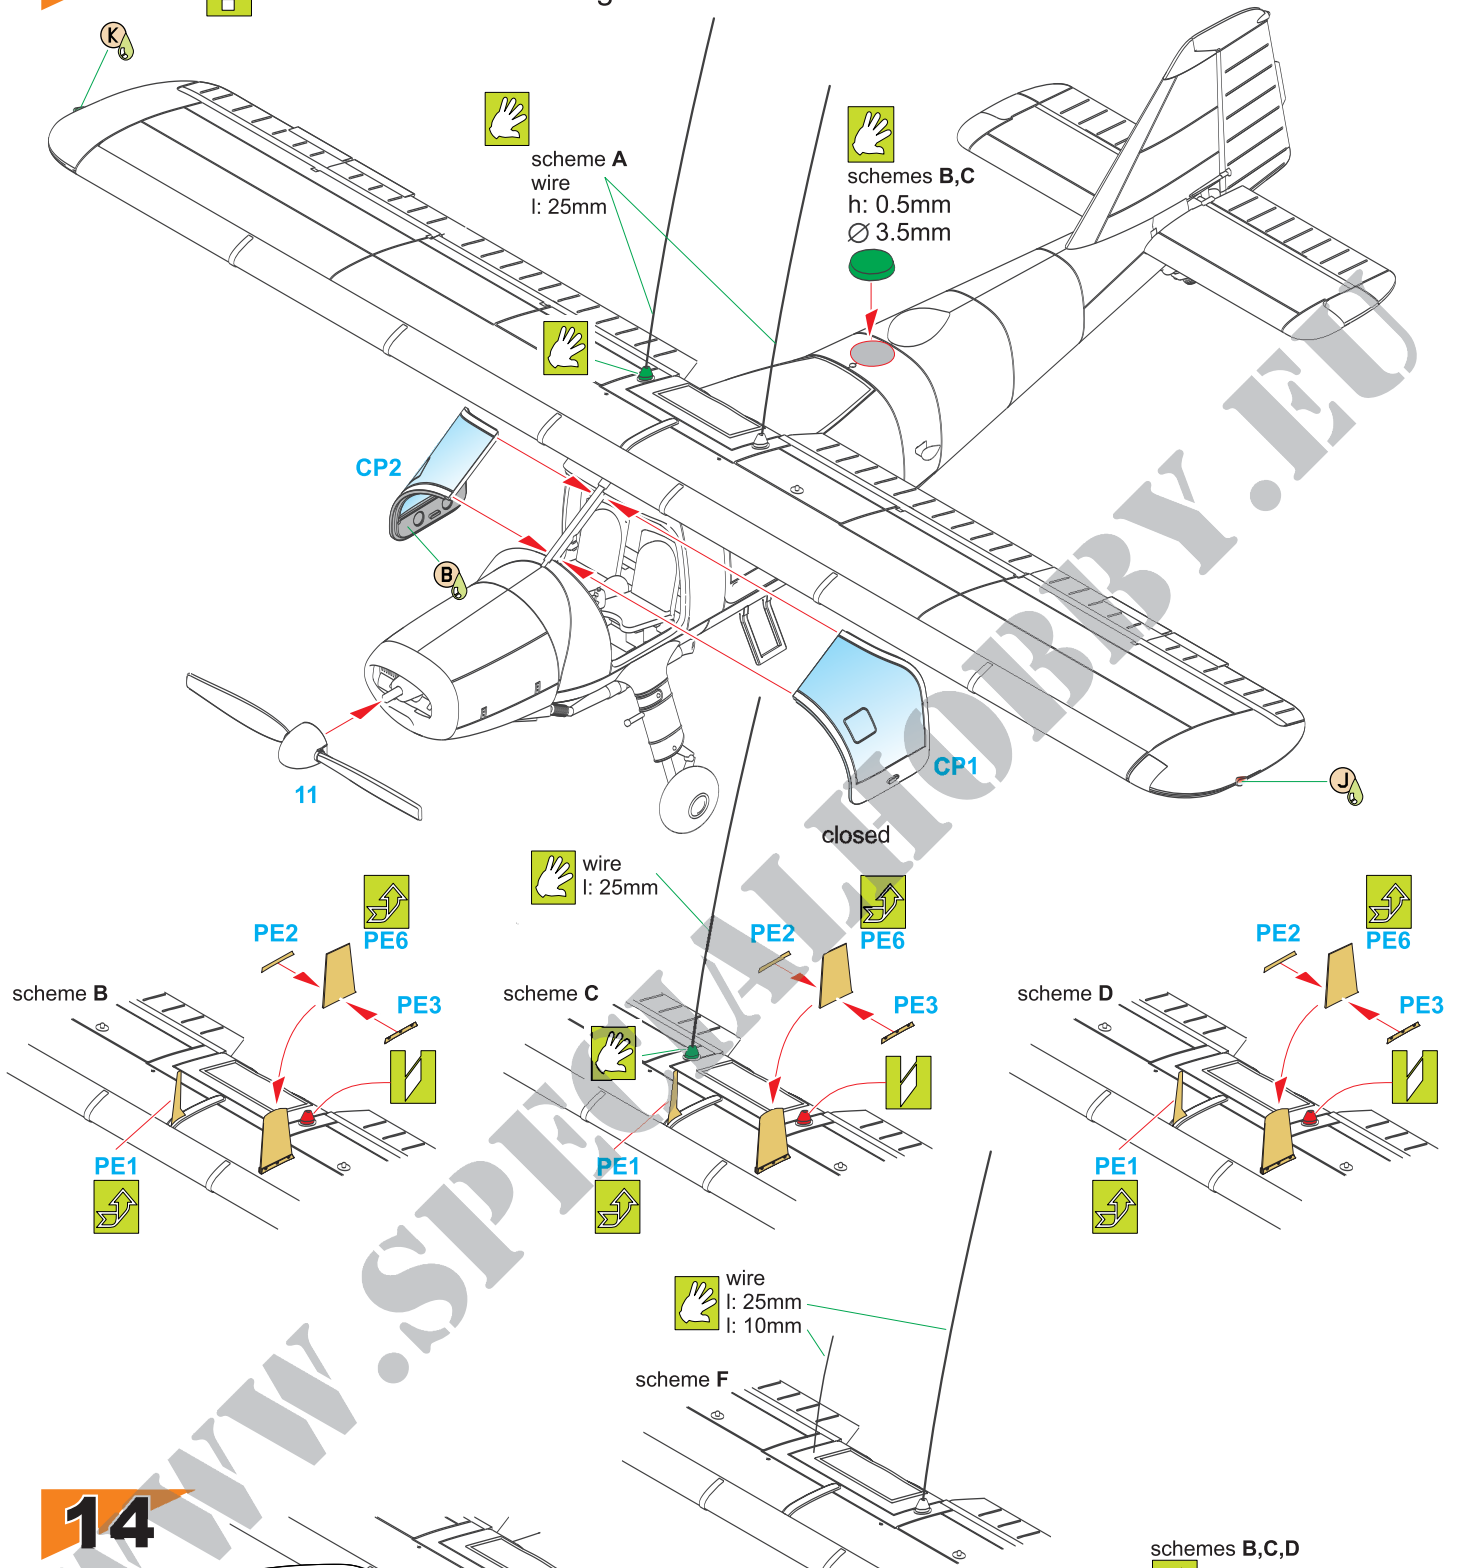 K
scheme A
wire
l: 25mm
schemes B,C
h: 0.5mm
Ø 3.5mm
CP2
B
11
CP1
J
closed
wire
l: 25mm
PE2
PE6
PE3
scheme B
PE1
PE2
PE6
PE3
scheme C
PE1
PE2
PE6
PE3
scheme D
PE1
wire
l: 25mm
l: 10mm
scheme F
14
schemes B,C,D
WWW.SPECIALHOBBY.EU